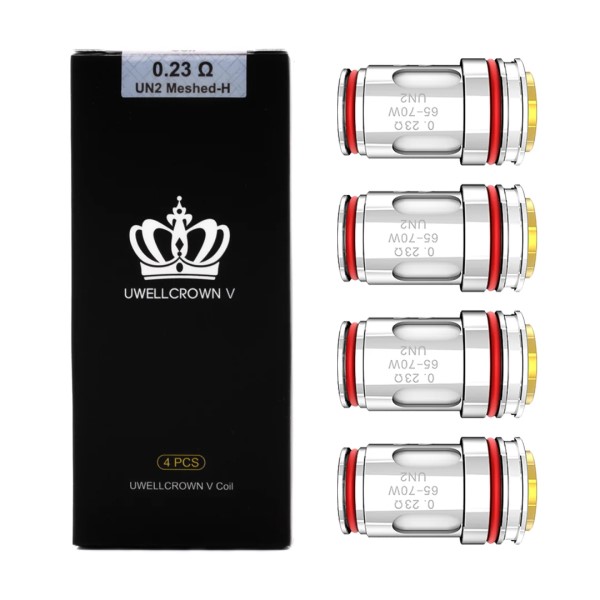 0.23 Ω
UN2 Meshed-H
UWELLCROWN V
4 PCS
UWELLCROWN V Coil
0.23Ω
65-70W
UN2
0.23Ω
65-70W
UN2
0.23Ω
65-70W
UN2
0.23Ω
65-70W
UN2